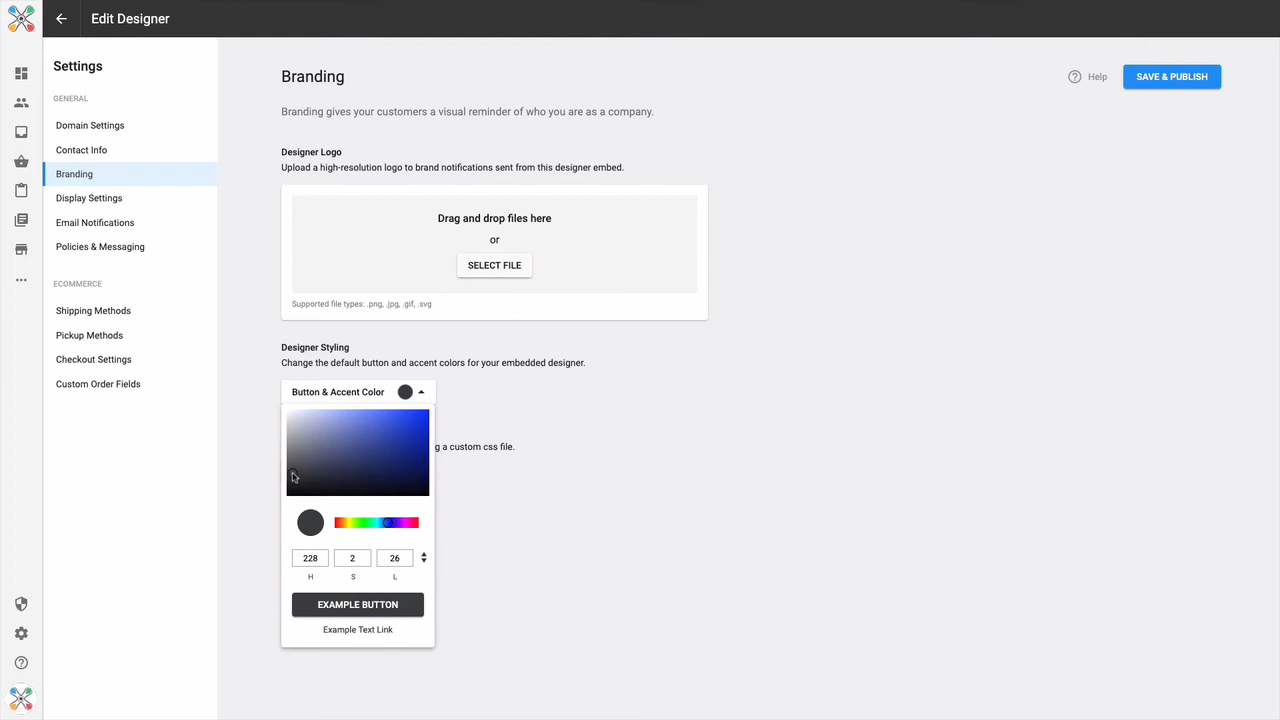 Edit Designer
Settings
GENERAL
Domain Settings
Contact Info
Branding
Display Settings
Email Notifications
Policies & Messaging
ECOMMERCE
Shipping Methods
Pickup Methods
Checkout Settings
Custom Order Fields
Branding
Help
SAVE & PUBLISH
Branding gives your customers a visual reminder of who you are as a company.
Designer Logo
Upload a high-resolution logo to brand notifications sent from this designer embed.
Drag and drop files here
or
SELECT FILE
Supported file types: .png, .jpg, .gif, .svg
Designer Styling
Change the default button and accent colors for your embedded designer.
Button & Accent Color
g a custom css file.
228 2 26
H S L
EXAMPLE BUTTON
Example Text Link